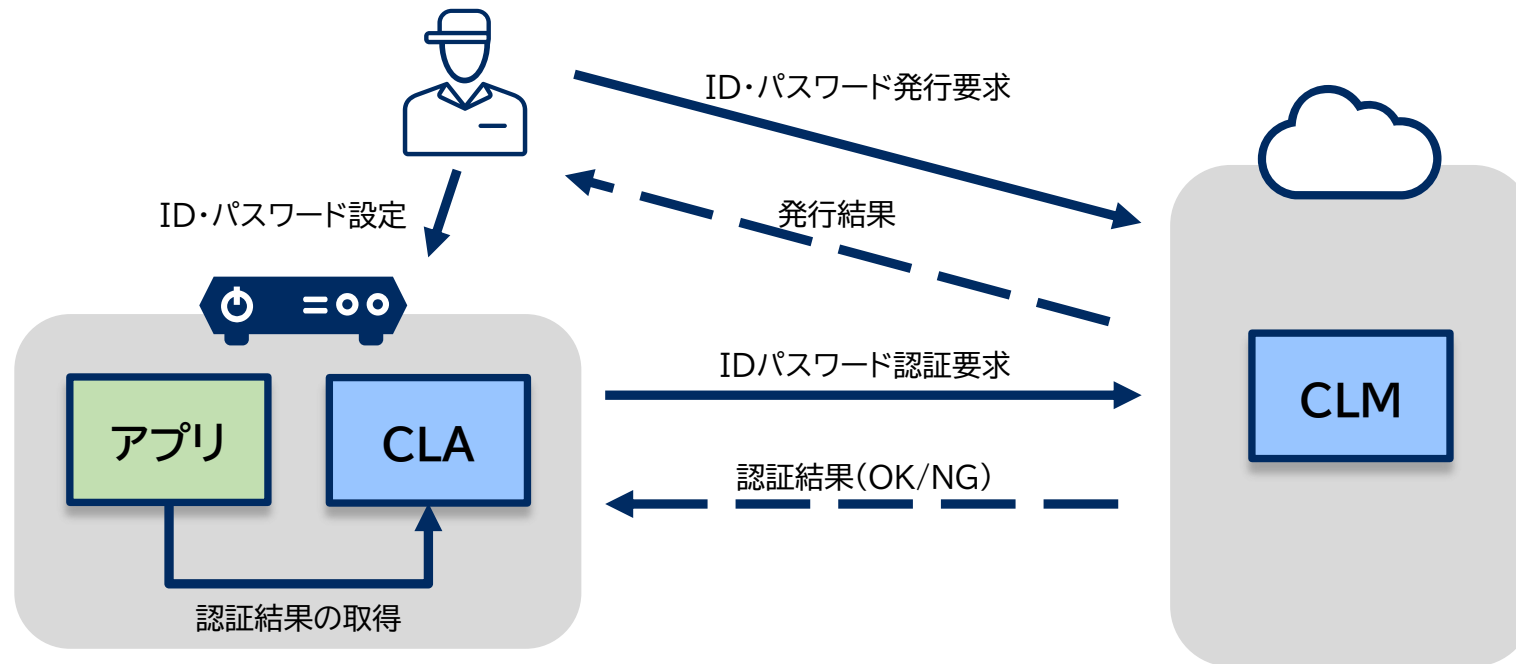 ID・パスワード発行要求
発行結果
ID・パスワード設定
IDパスワード認証要求
アプリ
CLA
CLM
認証結果(OK/NG)
認証結果の取得